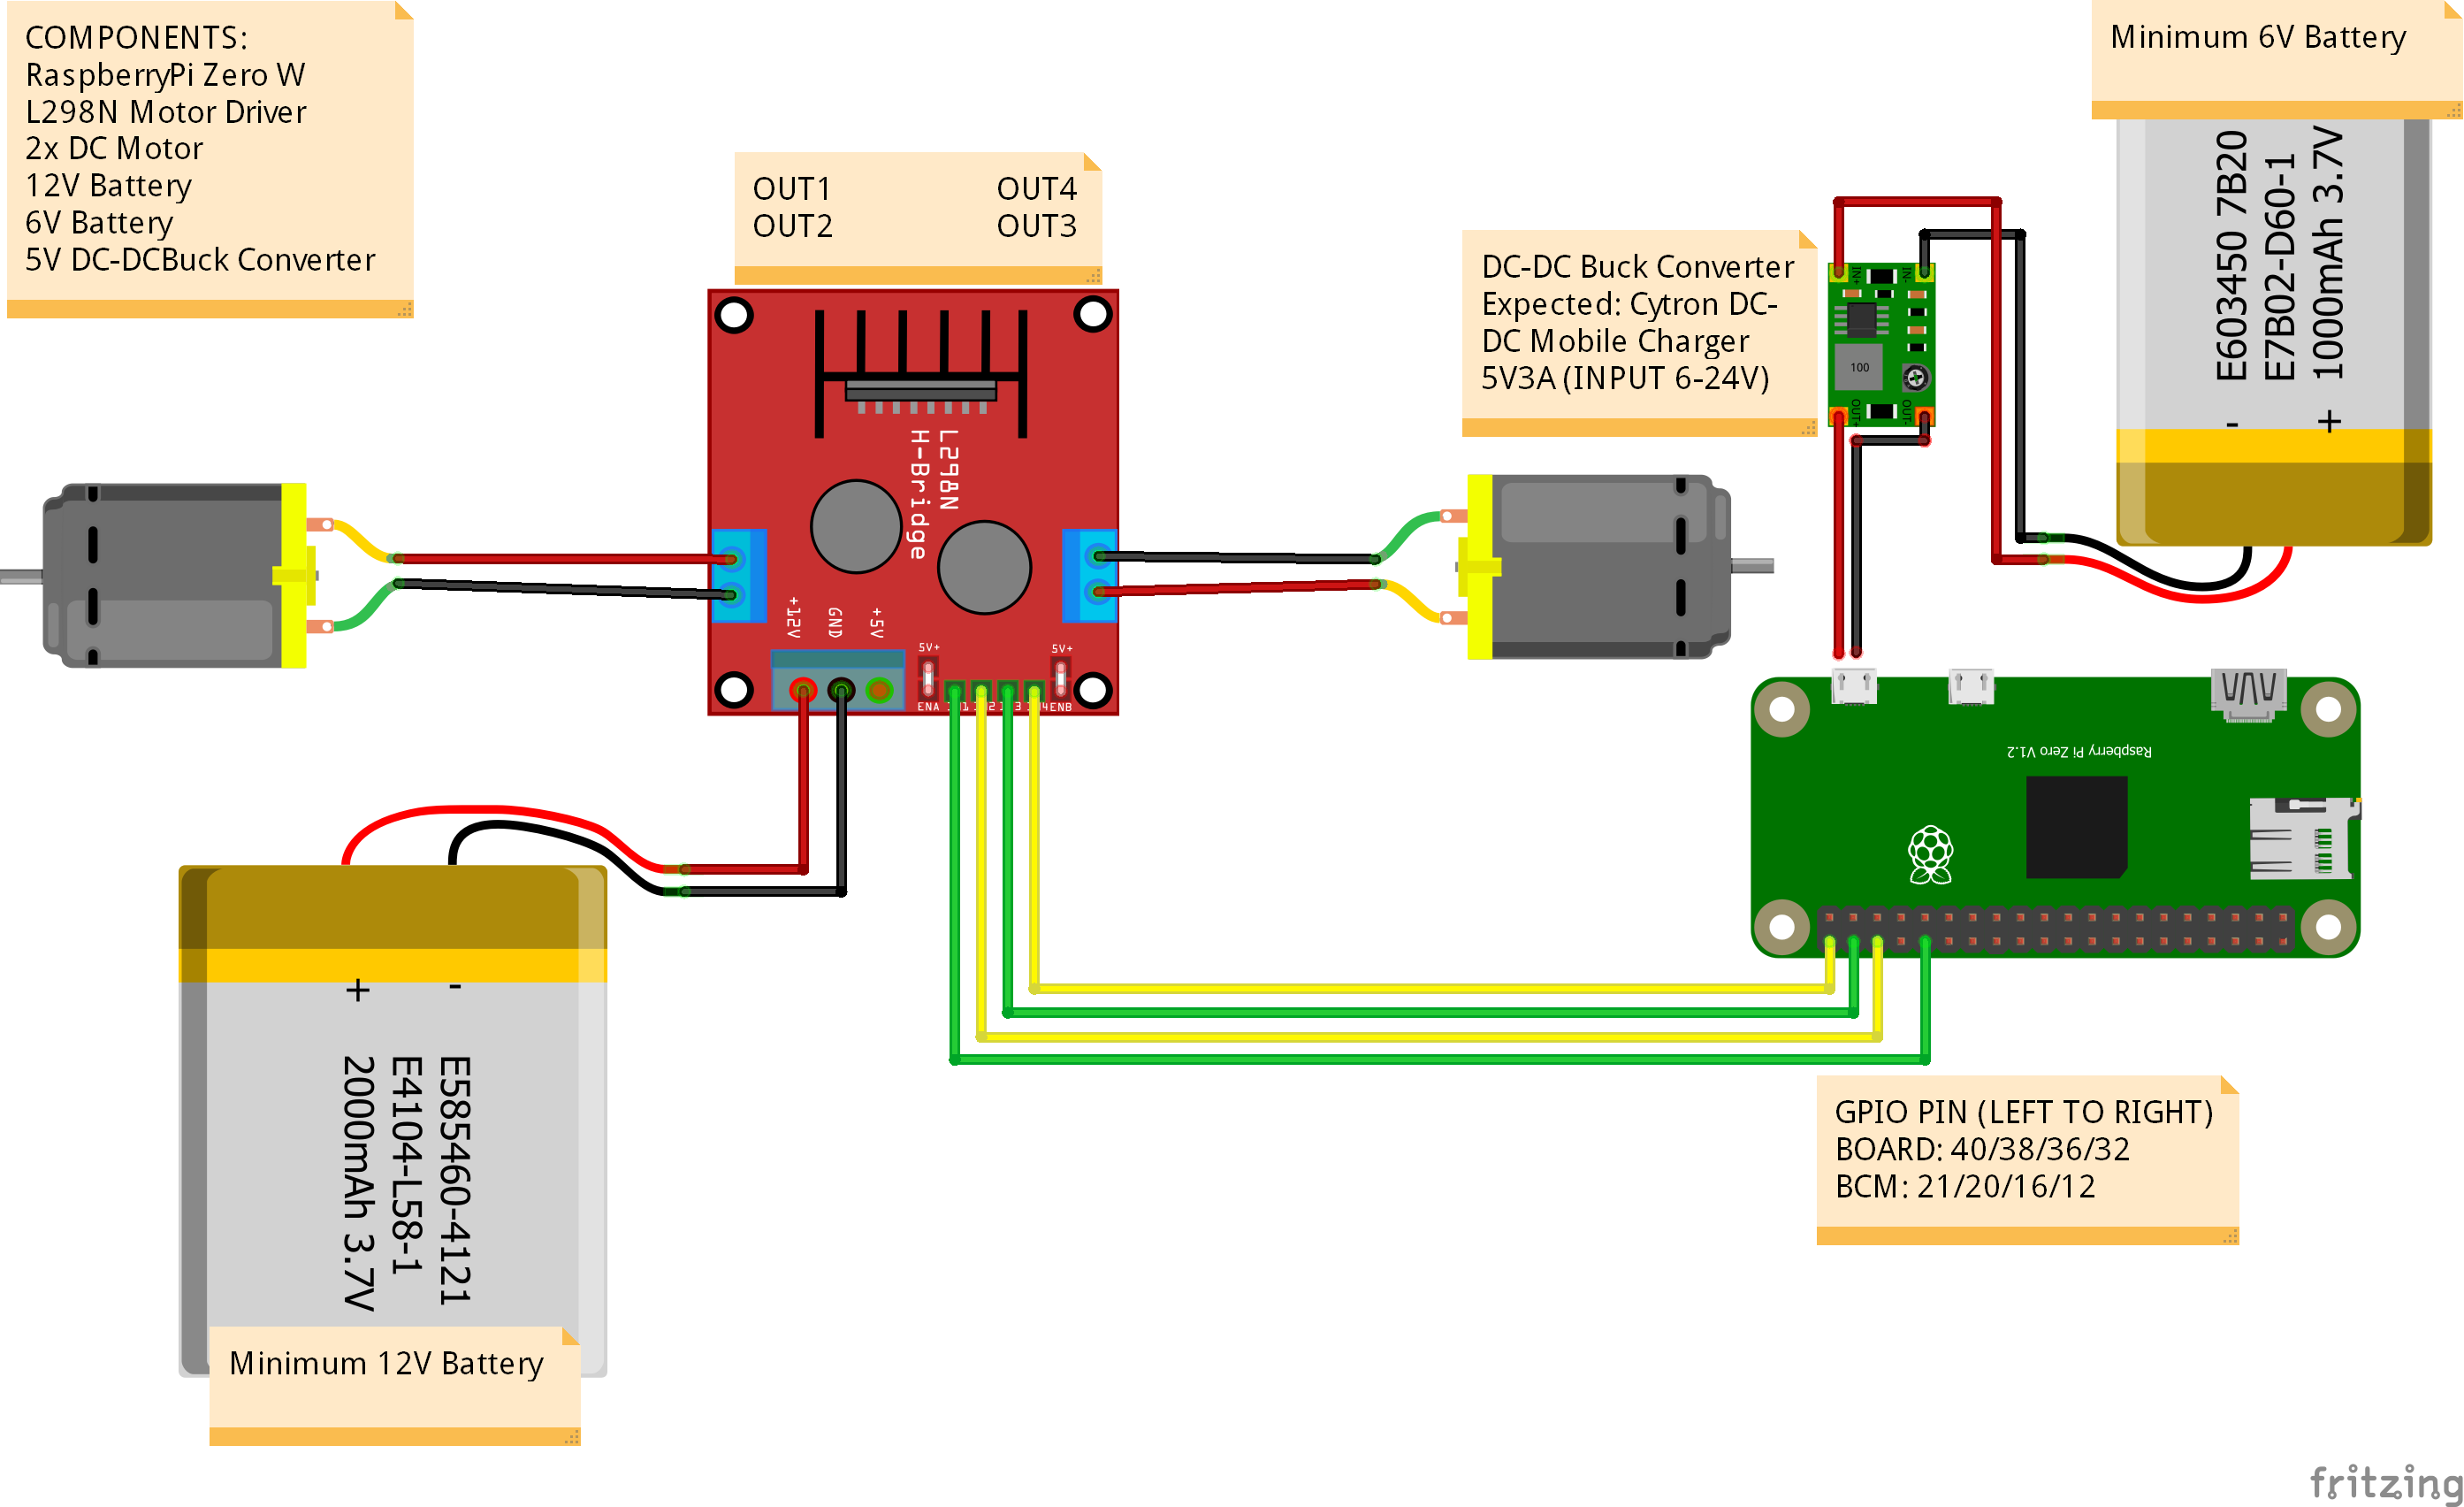 COMPONENTS:
RaspberryPi Zero W
L298N Motor Driver
2x DC Motor
12V Battery
6V Battery
5V DC-DCBuck Converter
OUT1 OUT4
OUT2 OUT3
Minimum 6V Battery
DC-DC Buck Converter
Expected: Cytron DC-
DC Mobile Charger
5V3A (INPUT 6-24V)
IN+ IN-
100
OUT+ OUT-
E603450 7B20
E7B02-D60-1
1000mAh 3.7V
- +
L298N
H-Bridge
+12V GND +5V
5V+ 5V+
ENA ENB
Raspberry Pi Zero V1.2
+ -
E585460-4121
E4104-L58-1
2000mAh 3.7V
Minimum 12V Battery
GPIO PIN (LEFT TO RIGHT)
BOARD: 40/38/36/32
BCM: 21/20/16/12
fritzing